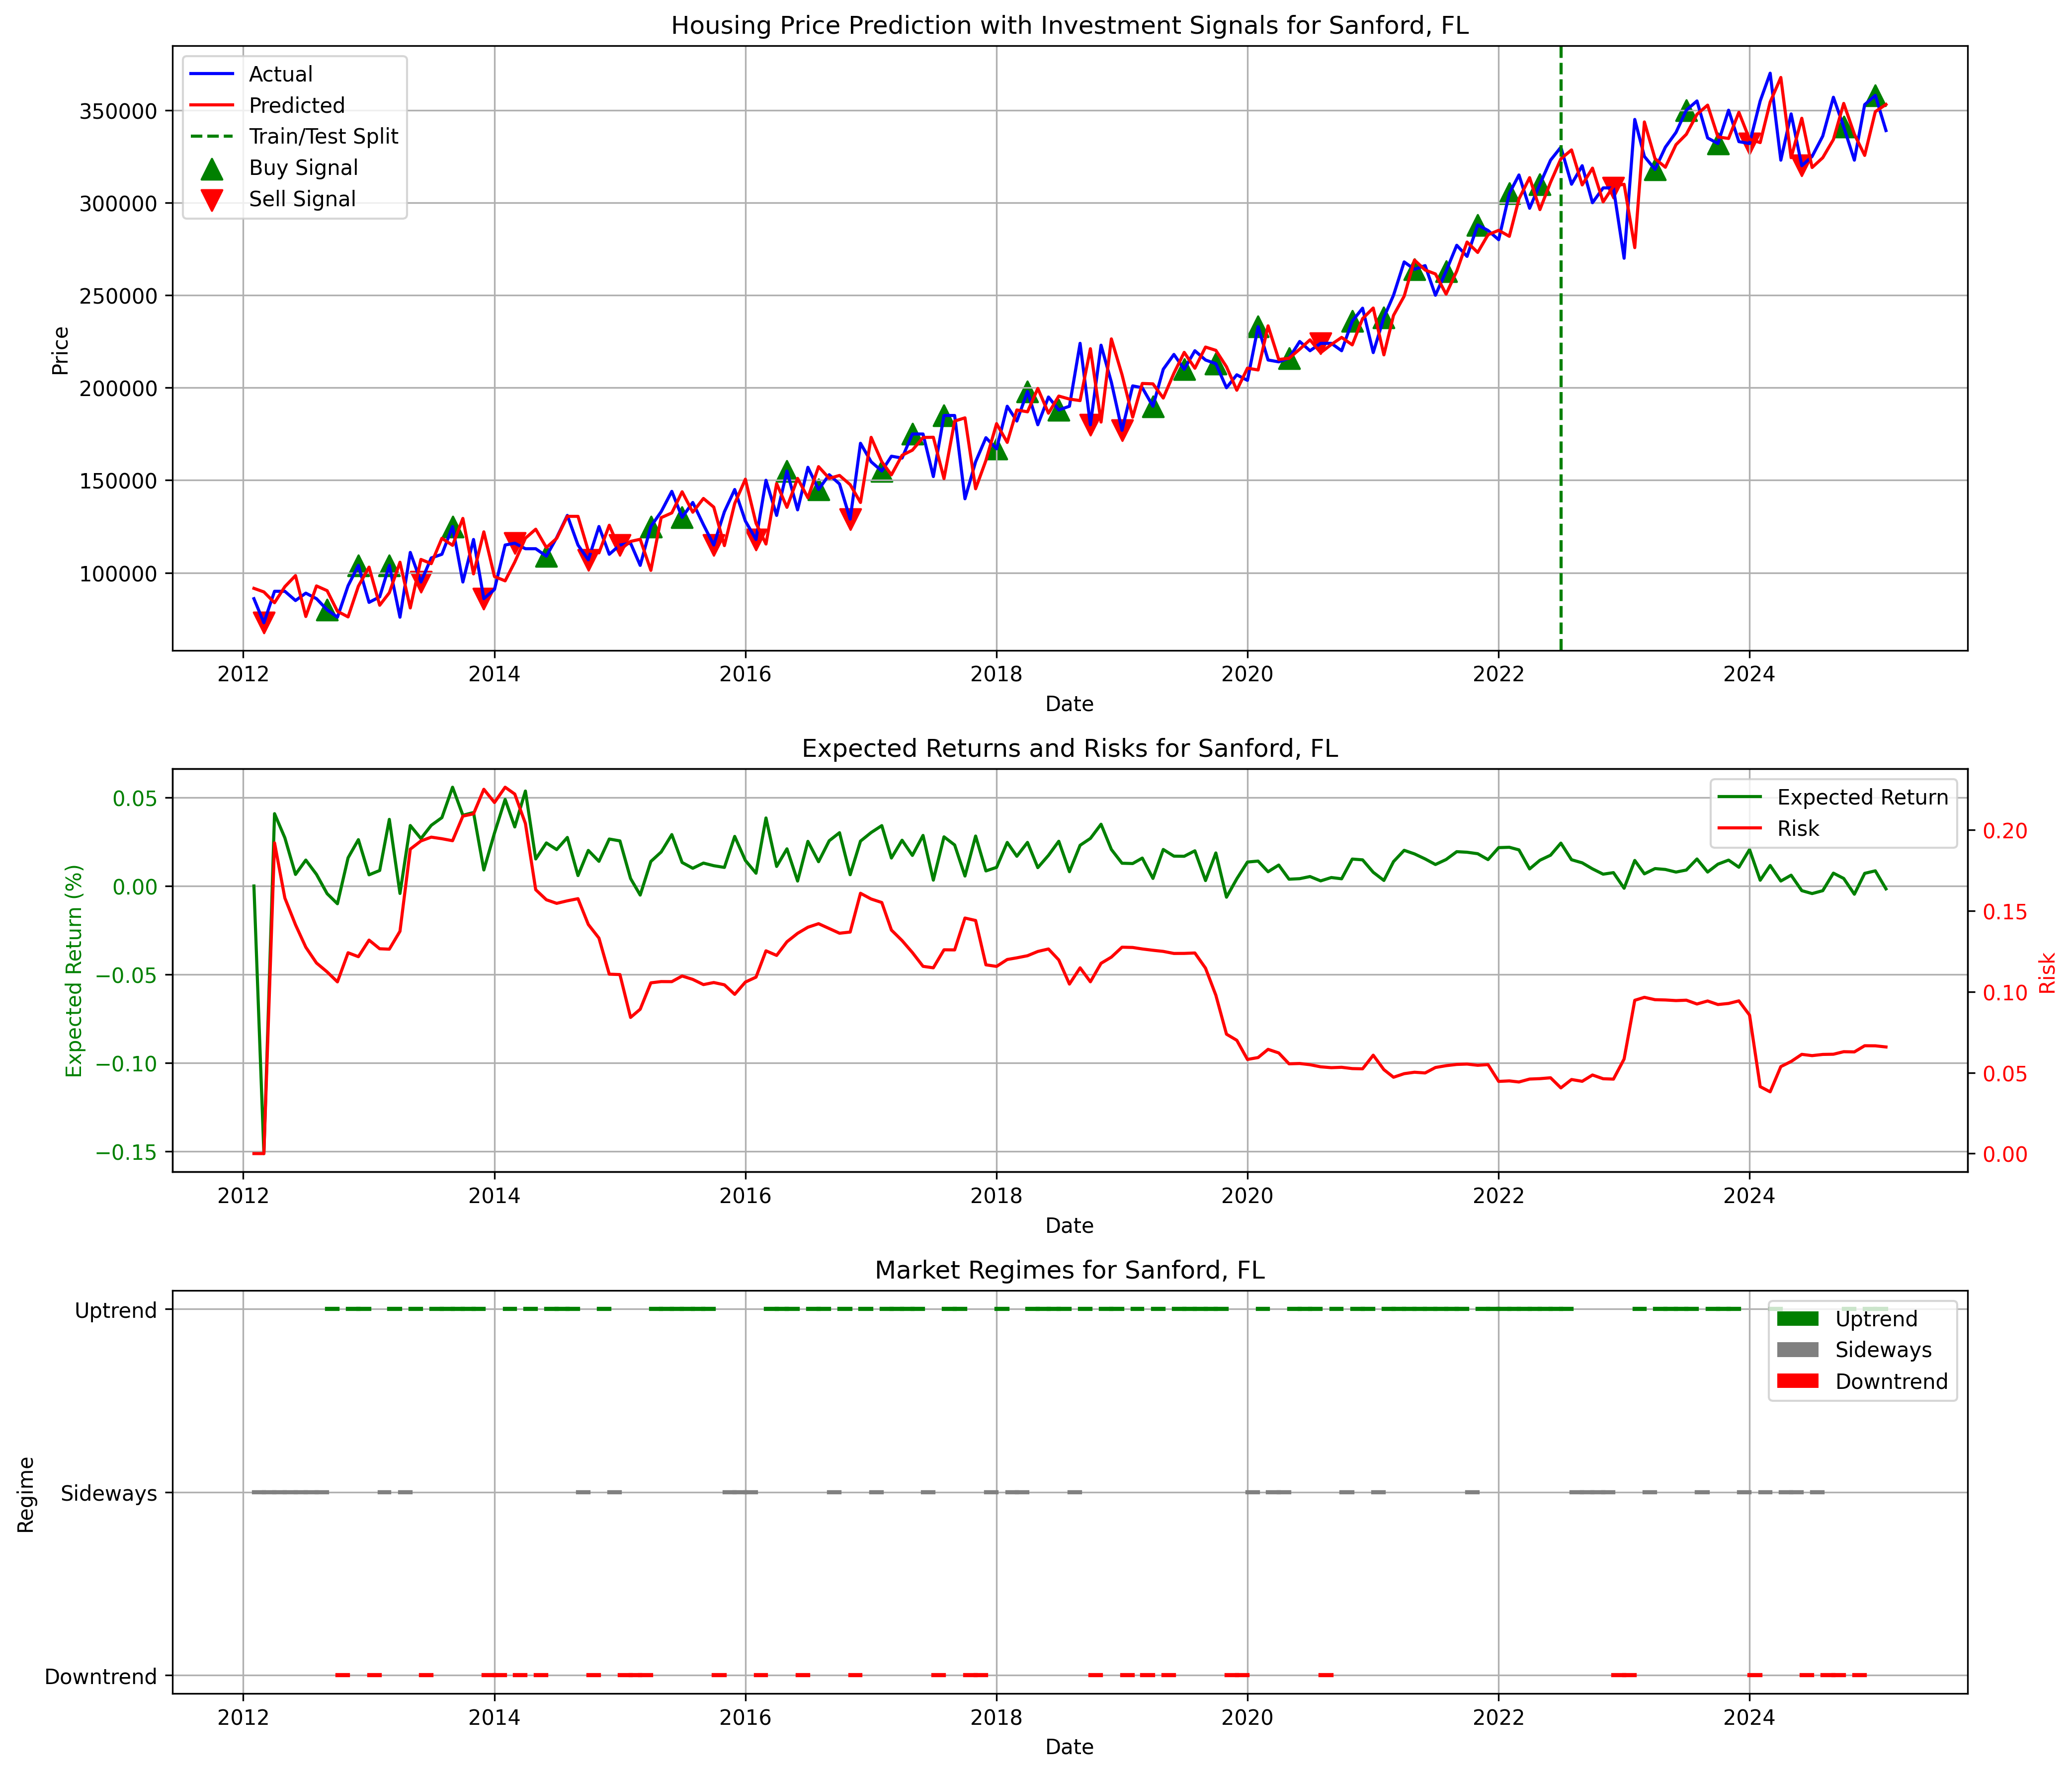 Housing Price Prediction with Investment Signals for Sanford, FL
Actual
Predicted
Train/Test Split
Buy Signal
Sell Signal
350000
300000
250000
200000
150000
100000
Price
2012 2014 2016 2018 2020 2022 2024
Date
Expected Returns and Risks for Sanford, FL
Expected Return
Risk
0.05
0.00
−0.05
−0.10
−0.15
Expected Return (%)
0.20
0.15
0.10
0.05
0.00
Risk
2012 2014 2016 2018 2020 2022 2024
Date
Market Regimes for Sanford, FL
Uptrend
Sideways
Downtrend
Uptrend
Sideways
Downtrend
Regime
2012 2014 2016 2018 2020 2022 2024
Date